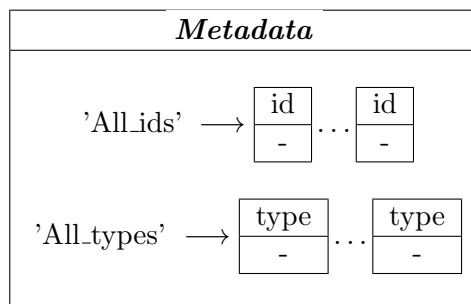 Metadata
'All_ids' ⟶ id ... id
- -
'All_types' ⟶ type ... type
- -